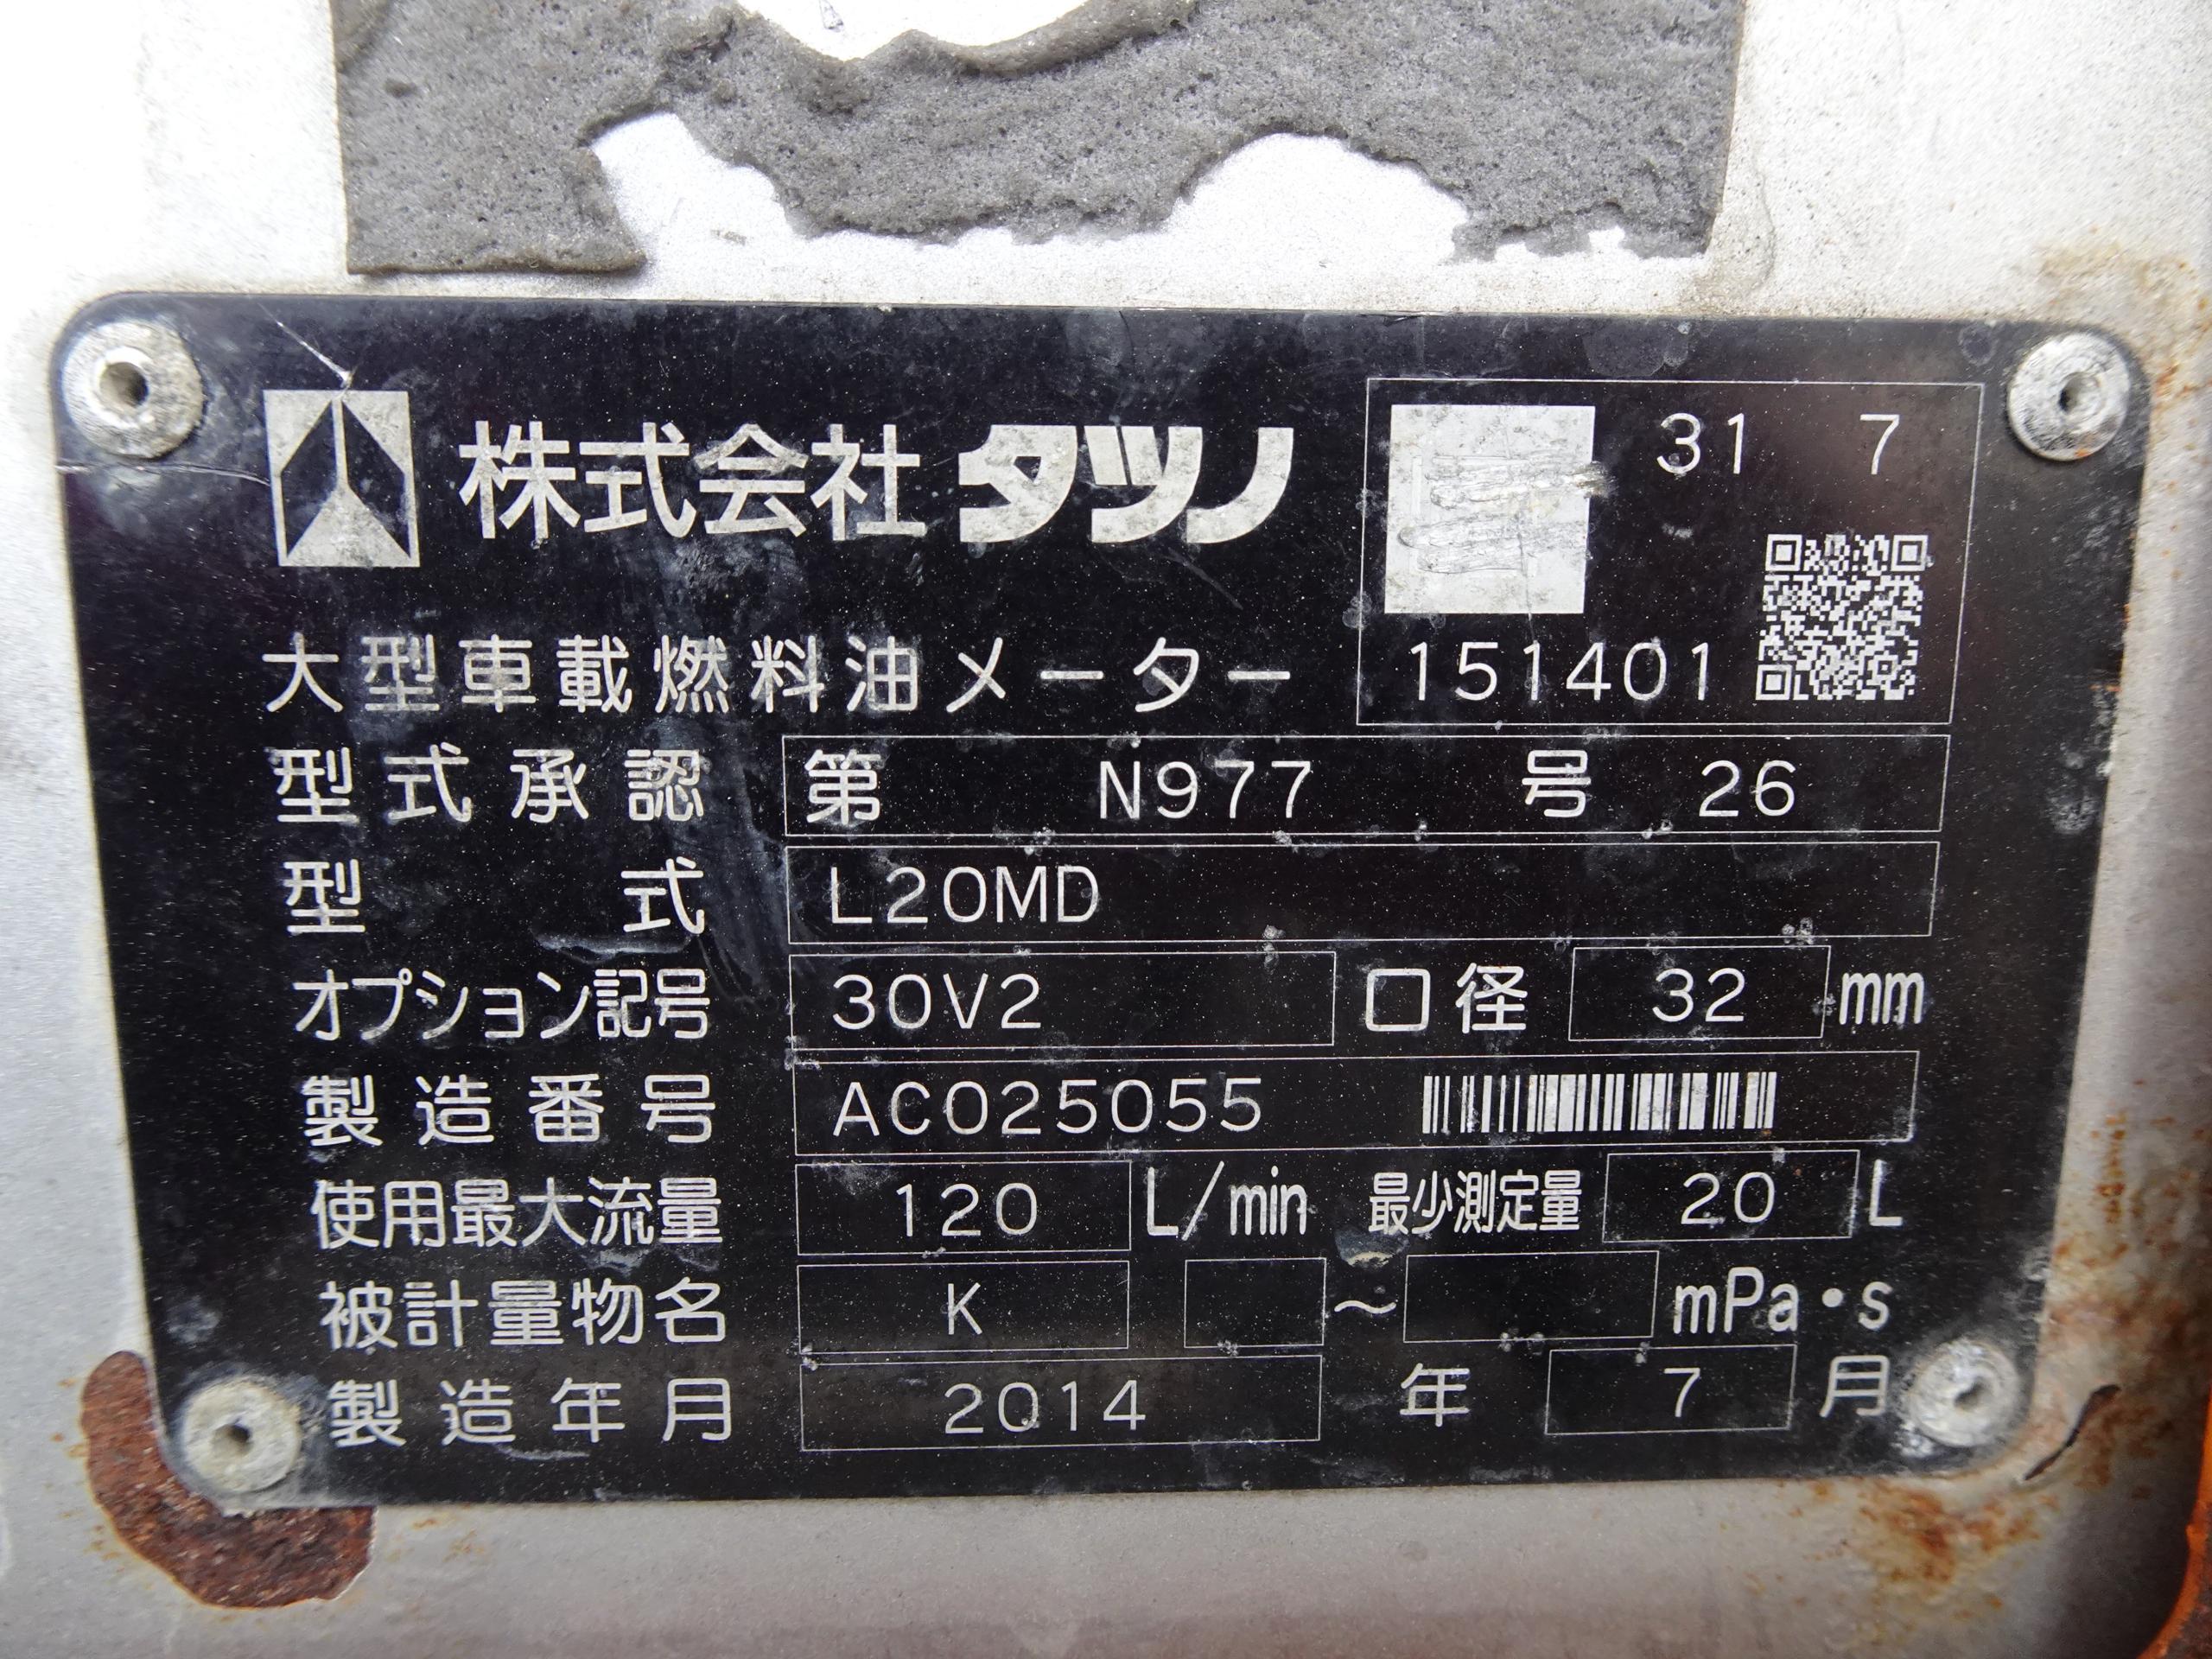 株式会社タツノ 31 7
大型車載燃料油メーター 151401
型式承認 第 N977 号 26
型式 L20MD
オプション記号 30V2 口径 32 mm
製造番号 AC025055
使用最大流量 120 L/min 最少測定量 20 L
被計量物名 K ～ mPa・s
製造年月 2014 年 7 月